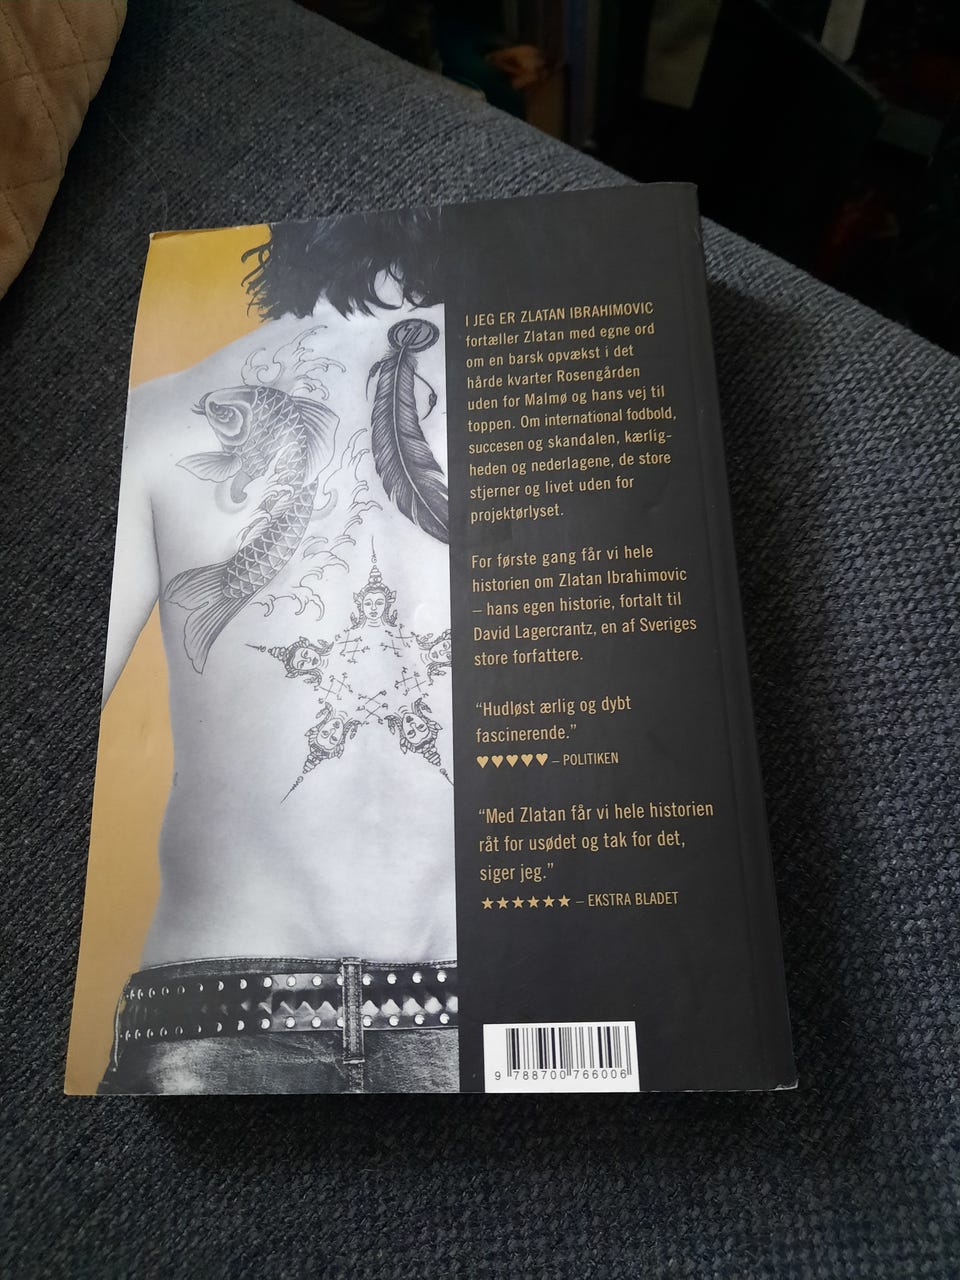 I JEG ER ZLATAN IBRAHIMOVIC
fortæller Zlatan med egne ord
om en barsk opvækst i det
hårde kvarter Rosengården
uden for Malmø og hans vej til
toppen. Om international fodbold,
succesen og skandalen, kærlig-
heden og nederlagene, de store
stjerner og livet uden for
projektørlyset.
For første gang får vi hele
historien om Zlatan Ibrahimovic
– hans egen historie, fortalt til
David Lagercrantz, en af Sveriges
store forfattere.
“Hudløst ærlig og dybt
fascinerende.”
♥♥♥♥♥ – POLITIKEN
“Med Zlatan får vi hele historien
råt for usødet og tak for det,
siger jeg.”
★★★★★★ – EKSTRA BLADET
9 788700 766006